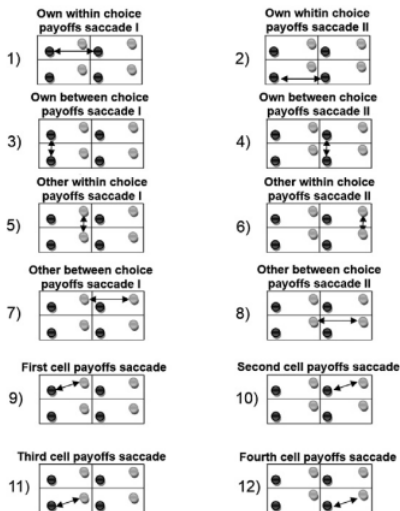 Own within choice
payoffs saccade I
1)
Own whitin choice
payoffs saccade II
2)
Own between choice
payoffs saccade I
3)
Own between choice
payoffs saccade II
4)
Other within choice
payoffs saccade I
5)
Other within choice
payoffs saccade II
6)
Other between choice
payoffs saccade I
7)
Other between choice
payoffs saccade II
8)
First cell payoffs saccade
9)
Second cell payoffs saccade
10)
Third cell payoffs saccade
11)
Fourth cell payoffs saccade
12)